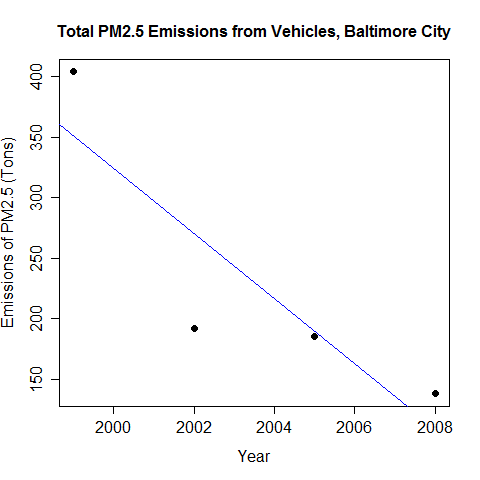 Total PM2.5 Emissions from Vehicles, Baltimore City
Emissions of PM2.5 (Tons)
400
350
300
250
200
150
2000 2002 2004 2006 2008
Year